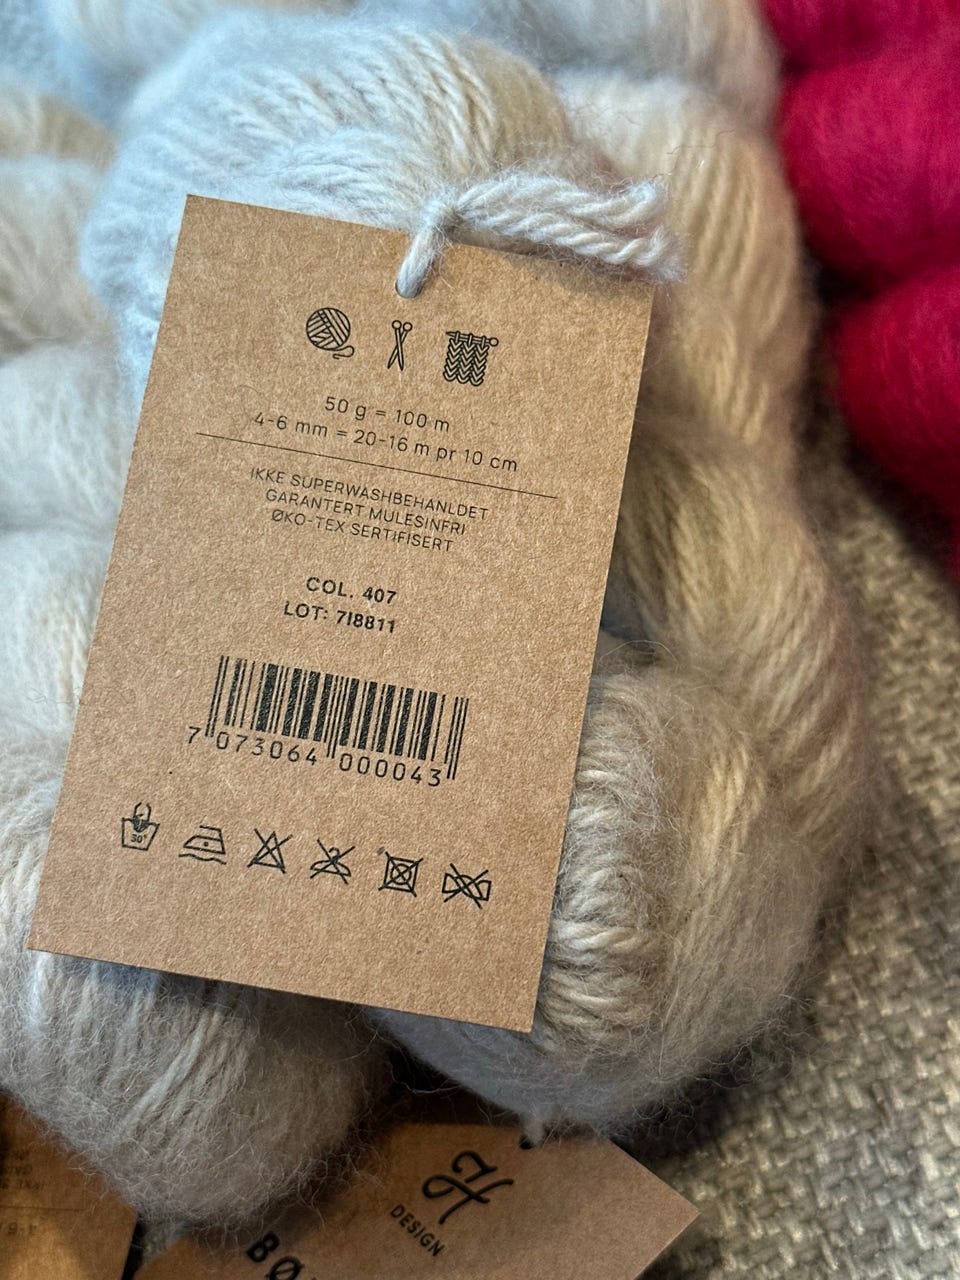 50 g = 100 m
4-6 mm = 20-16 m pr 10 cm
IKKE SUPERWASHBEHANLDET
GARANTERT MULESINFRI
ØKO-TEX SERTIFISERT
COL. 407
LOT: 718811
7 073064 000043
30°
H
DESIGN